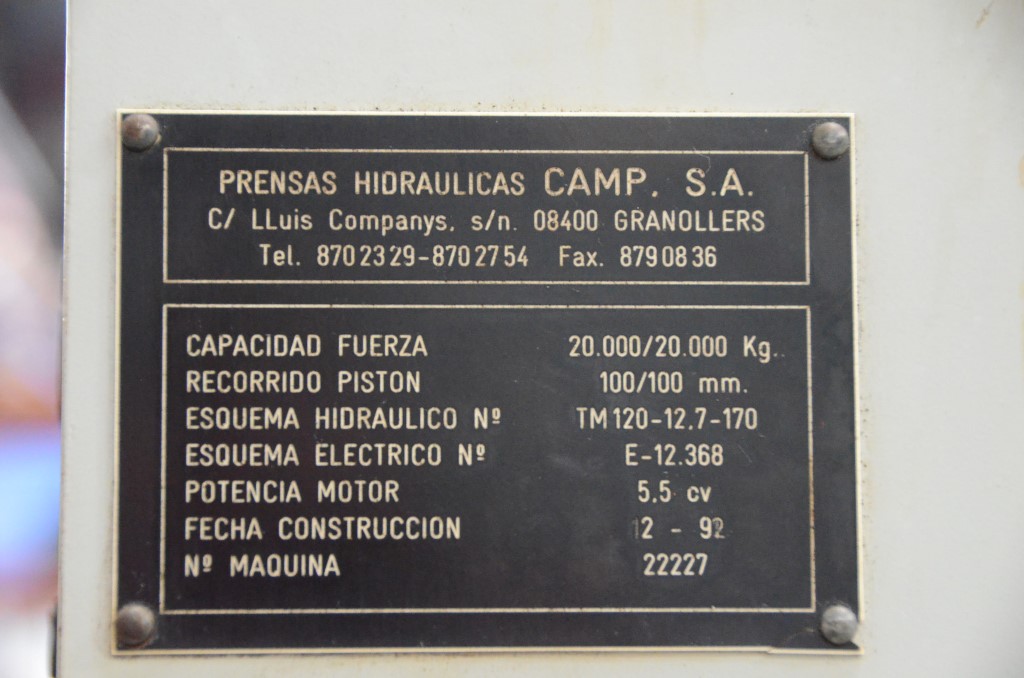 PRENSAS HIDRAULICAS CAMP, S.A.
C/ LLuis Companys, s/n. 08400 GRANOLLERS
Tel. 8702329-8702754 Fax. 8790836
CAPACIDAD FUERZA 20.000/20.000 Kg..
RECORRIDO PISTON 100/100 mm.
ESQUEMA HIDRAULICO Nº TM120-12,7-170
ESQUEMA ELECTRICO Nº E-12.368
POTENCIA MOTOR 5,5 cv
FECHA CONSTRUCCION 12 - 92
Nº MAQUINA 22227